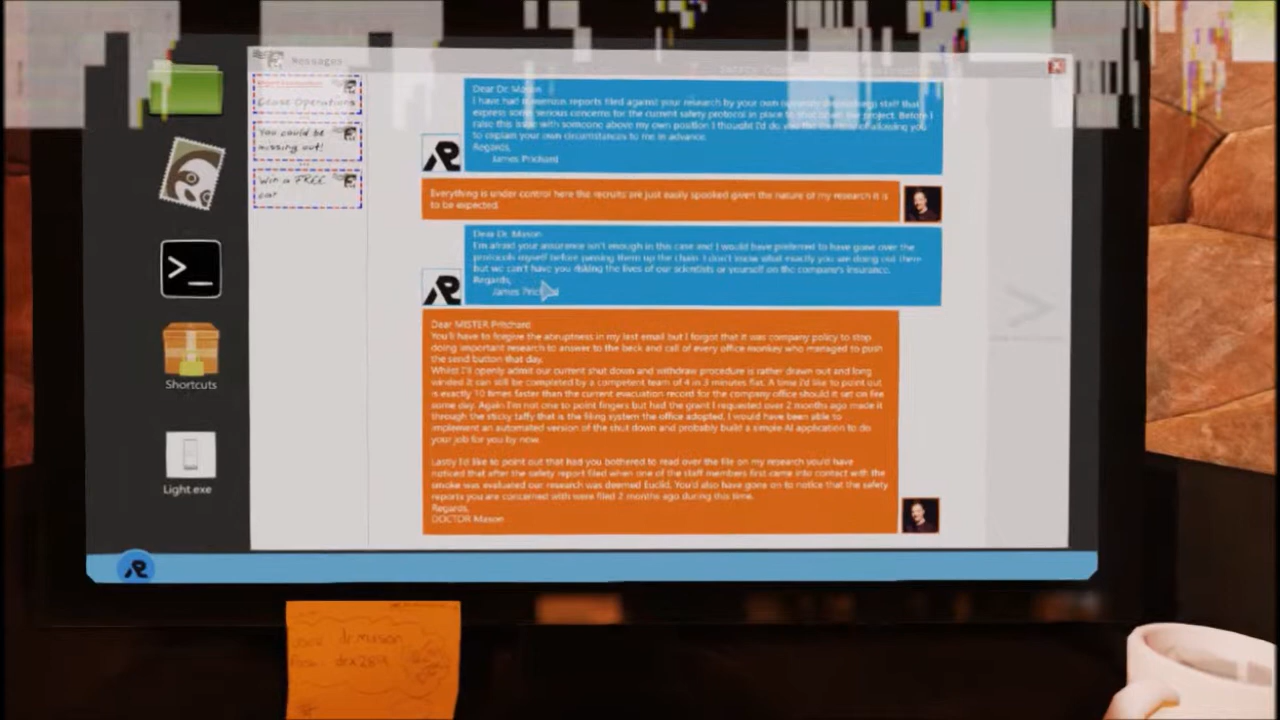 Messages
Cease Operations
You could be
missing out!
Win a FREE
car
Dear Dr. Mason
I have had numerous reports filed against your research by your own staff that
express some serious concerns for the current safety protocol in place to shut down the project. Before I
raise this issue with someone above my own position I thought I'd do you the courtesy of allowing you
to explain your own circumstances to me in advance.
Regards,
James Prichard
Everything is under control here the recruits are just easily spooked given the nature of my research it is
to be expected.
Dear Dr. Mason
I'm afraid your assurance isn't enough in this case and I would have preferred to have gone over the
protocols myself before passing them up the chain. I don't know what exactly you are doing out there
but we can't have you risking the lives of our scientists or yourself on the company's insurance.
Regards,
James Prichard
Dear MISTER Pritchard
You'll have to forgive the abruptness in my last email but I forgot that it was company policy to stop
doing important research to answer to the beck and call of every office monkey who managed to push
the send button that day.
Whilst I'll openly admit our current shut down and withdraw procedure is rather drawn out and long
winded it can still be completed by a competent team of 4 in 3 minutes flat. A time I'd like to point out
is exactly 10 times faster than the current evacuation record for the company office should it set on fire
some day. Again I'm not one to point fingers but had the grant I requested over 2 months ago made it
through the sticky taffy that is the filing system the office adopted, I would have been able to
implement an automated version of the shut down and probably build a simple AI application to do
your job for you by now.
Lastly I'd like to point out that had you bothered to read over the file on my research you'd have
noticed that after the safety report filed when one of the staff members first came into contact with the
smoke was evaluated our research was deemed Euclid. You'd also have gone on to notice that the safety
reports you are concerned with were filed 2 months ago during this time.
Regards,
DOCTOR Mason
Shortcuts
Light.exe
User: dr.mason
Pass: dex289